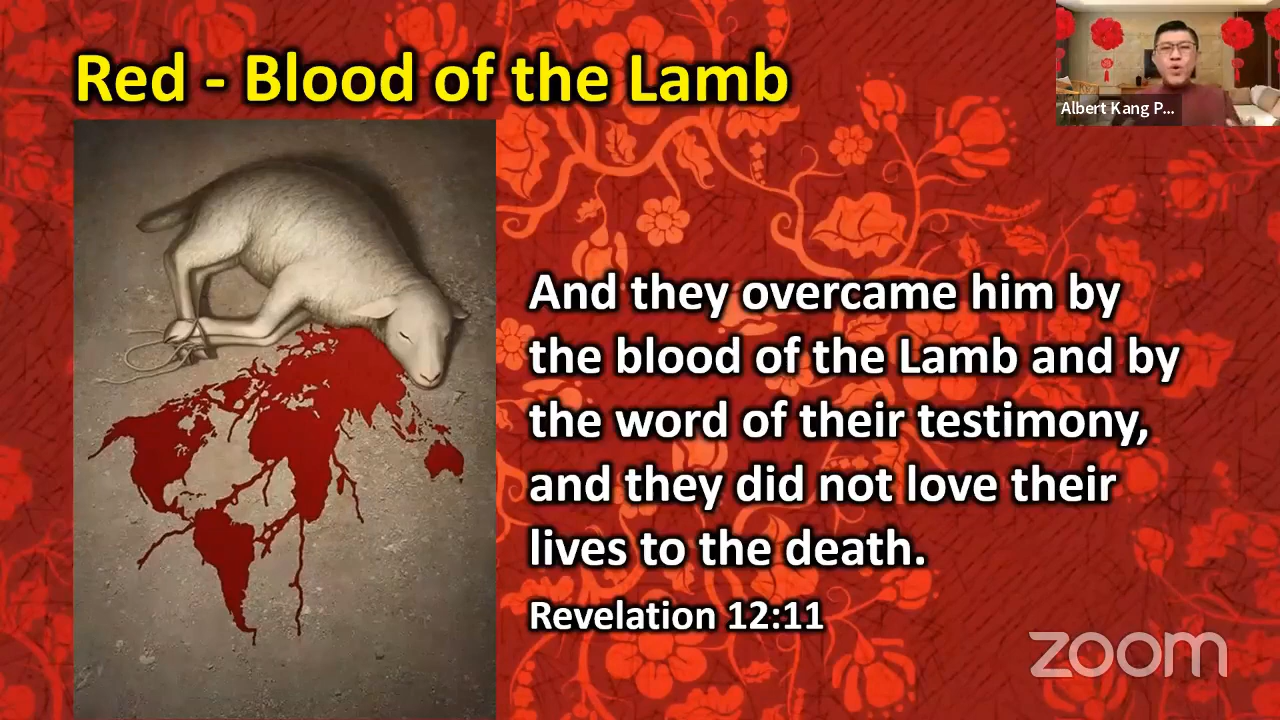 Red - Blood of the Lamb
Albert Kang P...
And they overcame him by
the blood of the Lamb and by
the word of their testimony,
and they did not love their
lives to the death.
Revelation 12:11
zoom